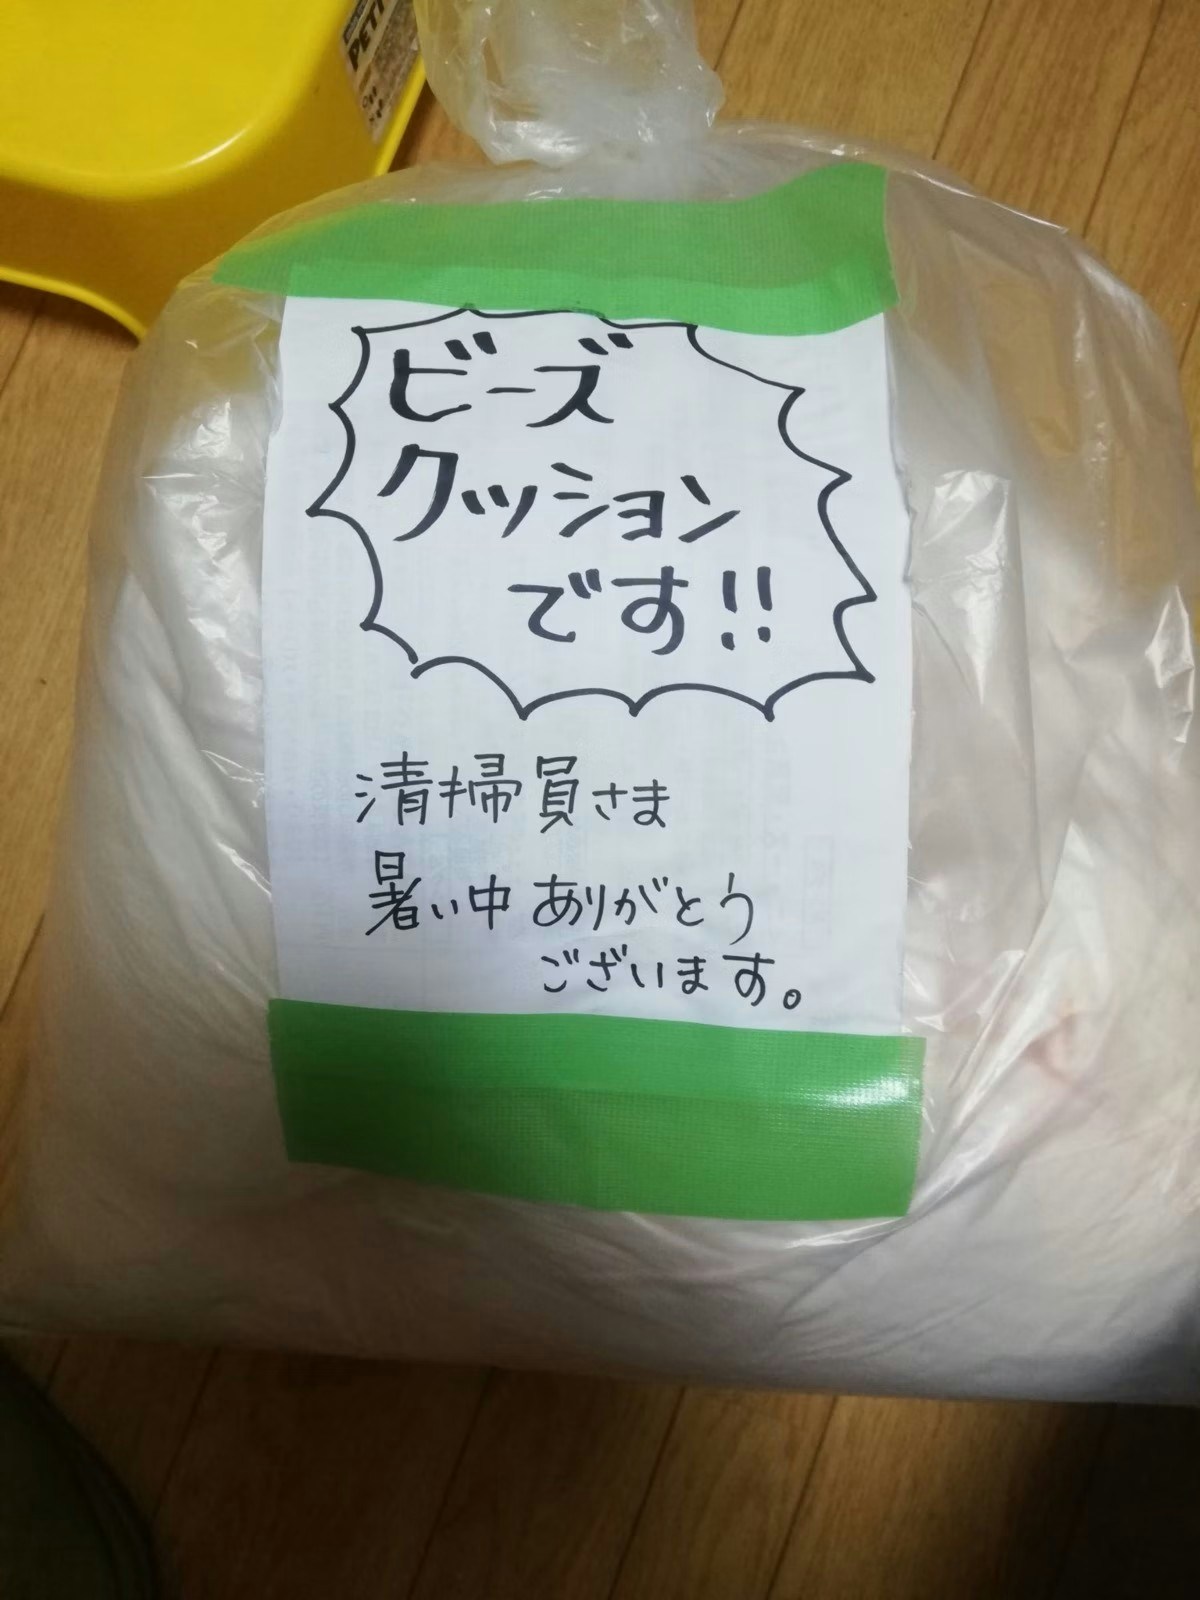 PETI
ビーズ
クッション
です!!
清掃員さま
暑い中ありがとう
ございます。